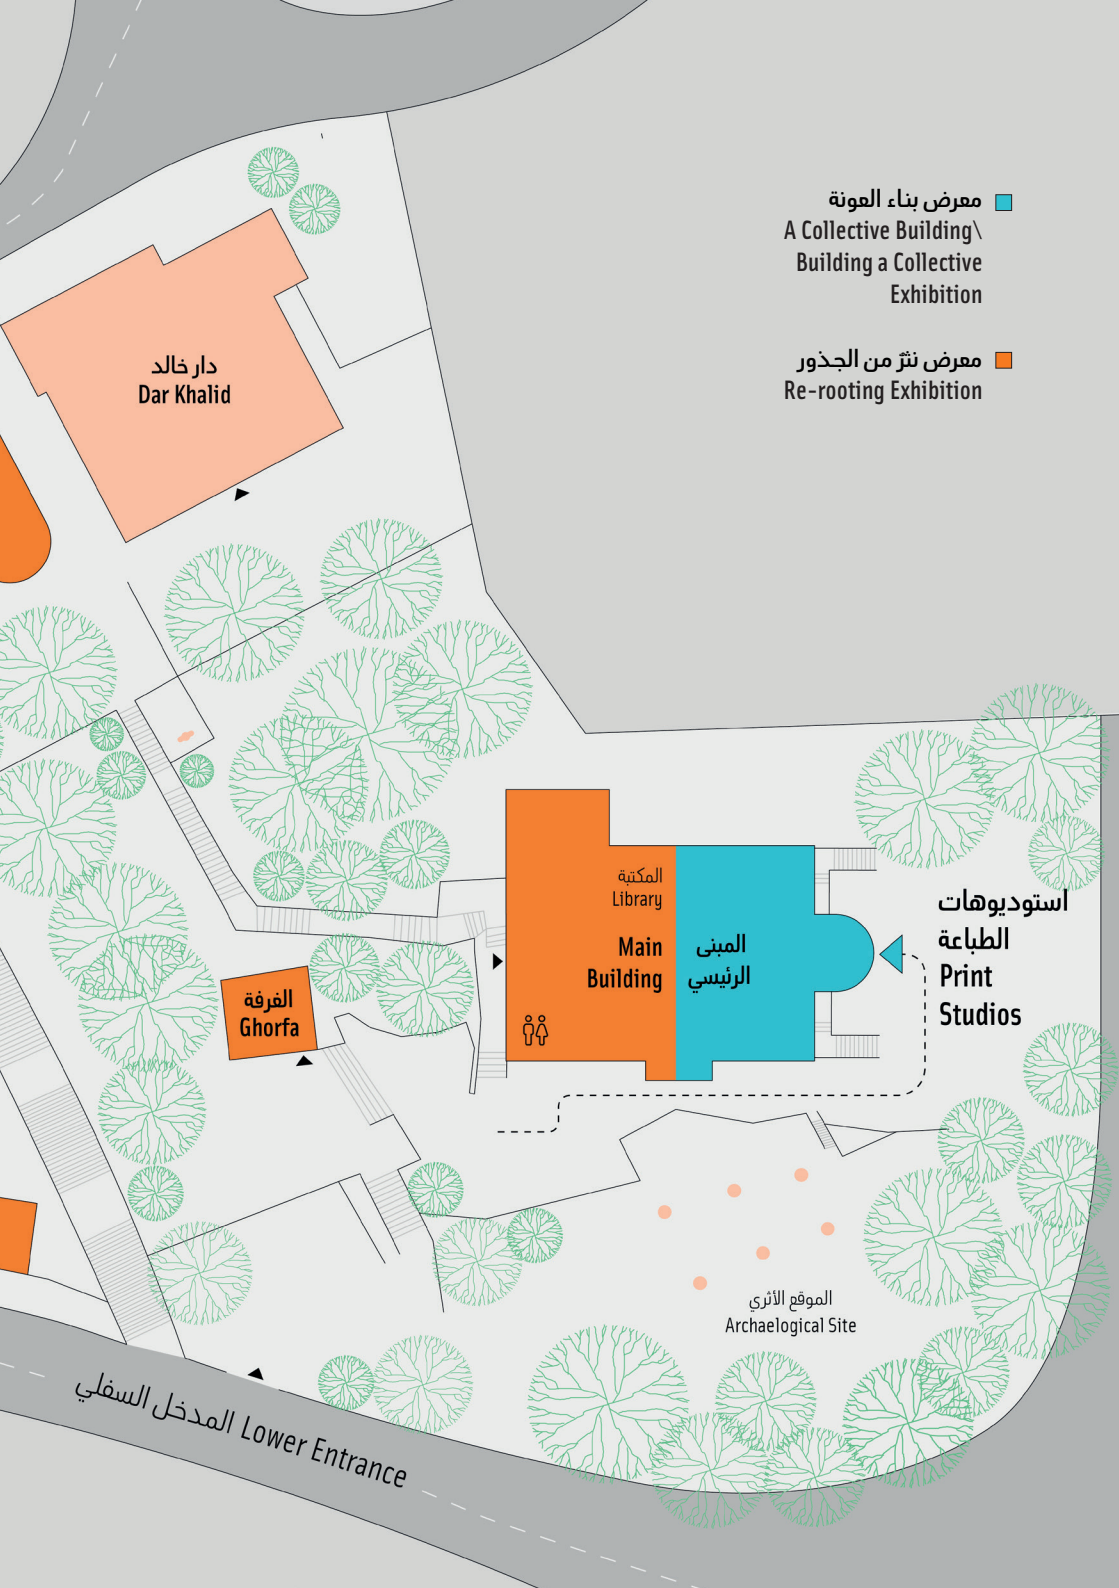 معرض بناء العونة
A Collective Building\
Building a Collective
Exhibition
معرض نثرٌ من الجذور
Re-rooting Exhibition
دار خالد
Dar Khalid
المكتبة
Library
Main
Building
المبنى
الرئيسي
استوديوهات
الطباعة
Print
Studios
الغرفة
Ghorfa
الموقع الأثري
Archaelogical Site
المدخل السفلي Lower Entrance